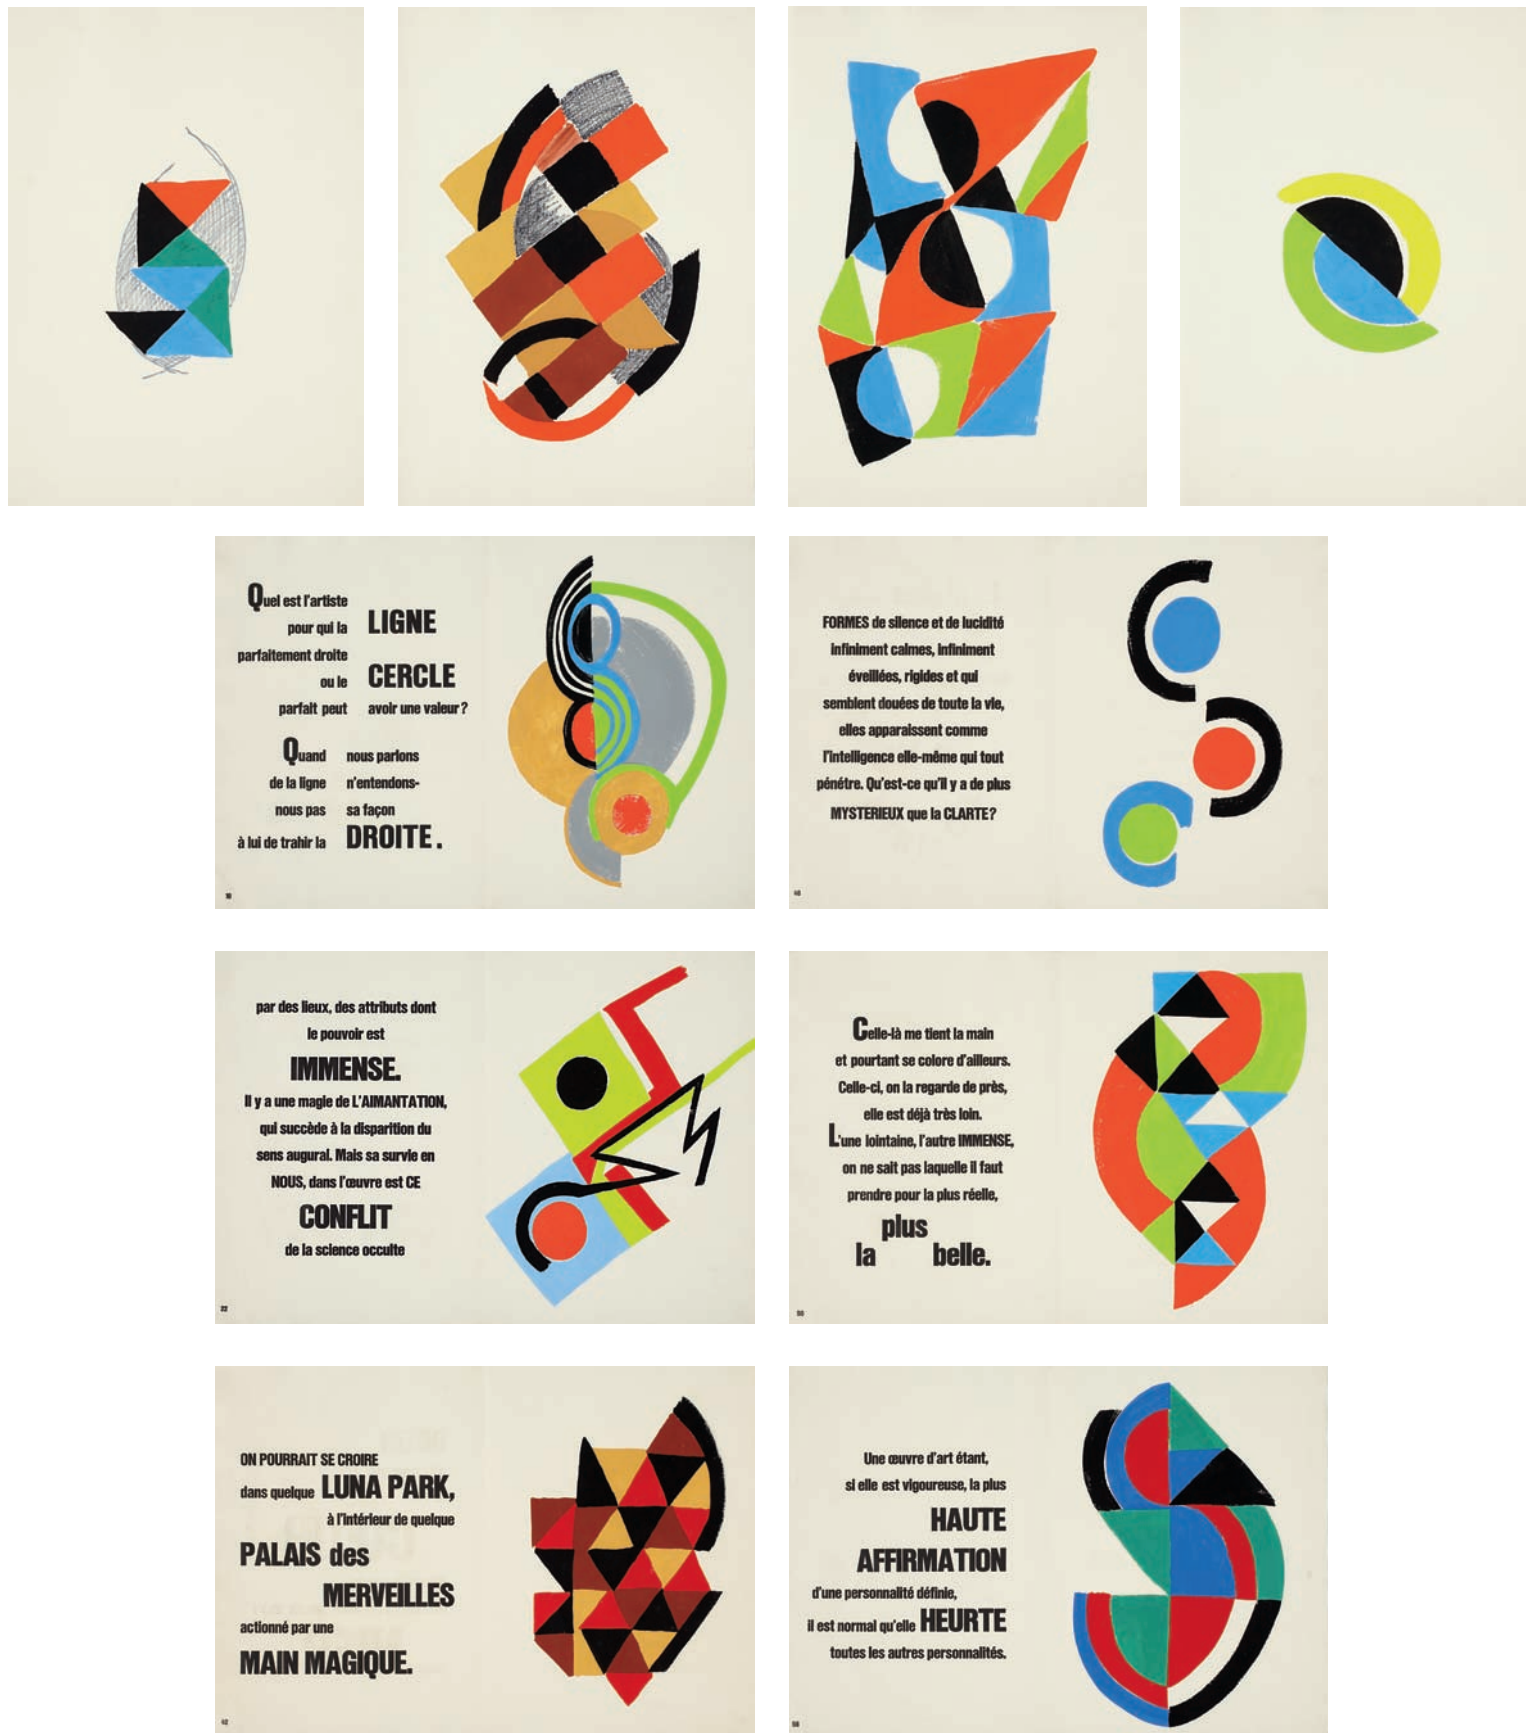 Quel est l'artiste
pour qui la LIGNE
parfaitement droite
ou le CERCLE
parfait peut avoir une valeur?
Quand nous parlons
de la ligne n'entendons-
nous pas sa façon
à lui de trahir la DROITE.
FORMES de silence et de lucidité
infiniment calmes, infiniment
éveillées, rigides et qui
semblent douées de toute la vie,
elles apparaissent comme
l'intelligence elle-même qui tout
pénétre. Qu'est-ce qu'il y a de plus
MYSTERIEUX que la CLARTE?
par des lieux, des attributs dont
le pouvoir est
IMMENSE.
Il y a une magie de L'AIMANTATION,
qui succède à la disparition du
sens augural. Mais sa survie en
NOUS, dans l'œuvre est CE
CONFLIT
de la science occulte
Celle-là me tient la main
et pourtant se colore d'ailleurs.
Celle-ci, on la regarde de près,
elle est déjà très loin.
L'une lointaine, l'autre IMMENSE,
on ne sait pas laquelle il faut
prendre pour la plus réelle,
plus
la belle.
50
ON POURRAIT SE CROIRE
dans quelque LUNA PARK,
à l'intérieur de quelque
PALAIS des
MERVEILLES
actionné par une
MAIN MAGIQUE.
42
Une œuvre d'art étant,
si elle est vigoureuse, la plus
HAUTE
AFFIRMATION
d'une personnalité définie,
il est normal qu'elle HEURTE
toutes les autres personnalités.